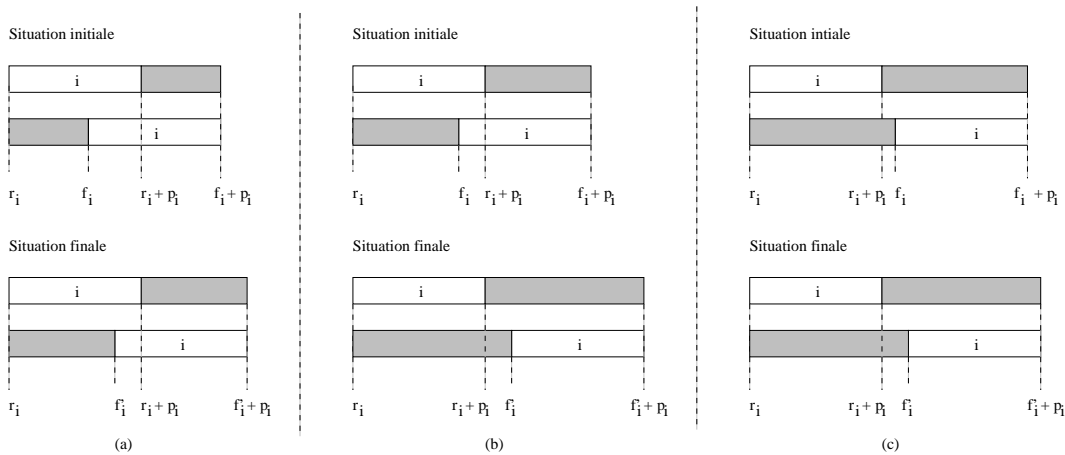 Situation initiale
i
i
r_i f_i r_i + p_i f_i + p_i
Situation finale
i
i
r_i f'_i r_i + p_i f'_i + p_i
(a)
Situation initiale
i
i
r_i f_i r_i + p_i f_i + p_i
Situation finale
i
i
r_i r_i + p_i f'_i f'_i + p_i
(b)
Situation intiale
i
i
r_i r_i + p_i f_i f_i + p_i
Situation finale
i
i
r_i r_i + p_i f'_i f'_i + p_i
(c)